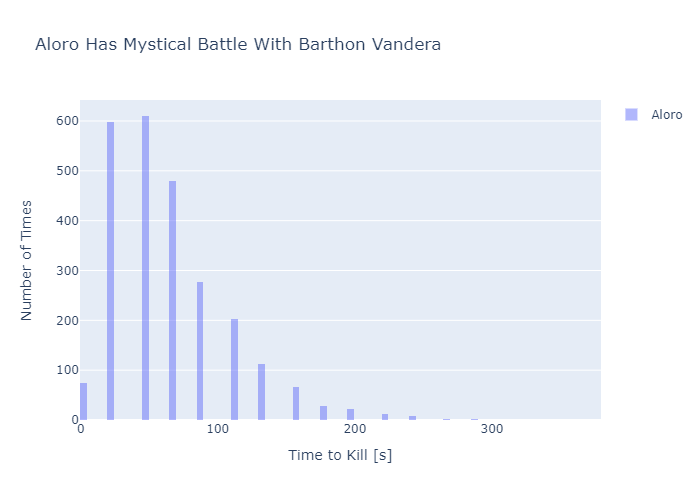 Aloro Has Mystical Battle With Barthon Vandera
Aloro
600
500
400
300
200
100
0
Number of Times
0 100 200 300
Time to Kill [s]